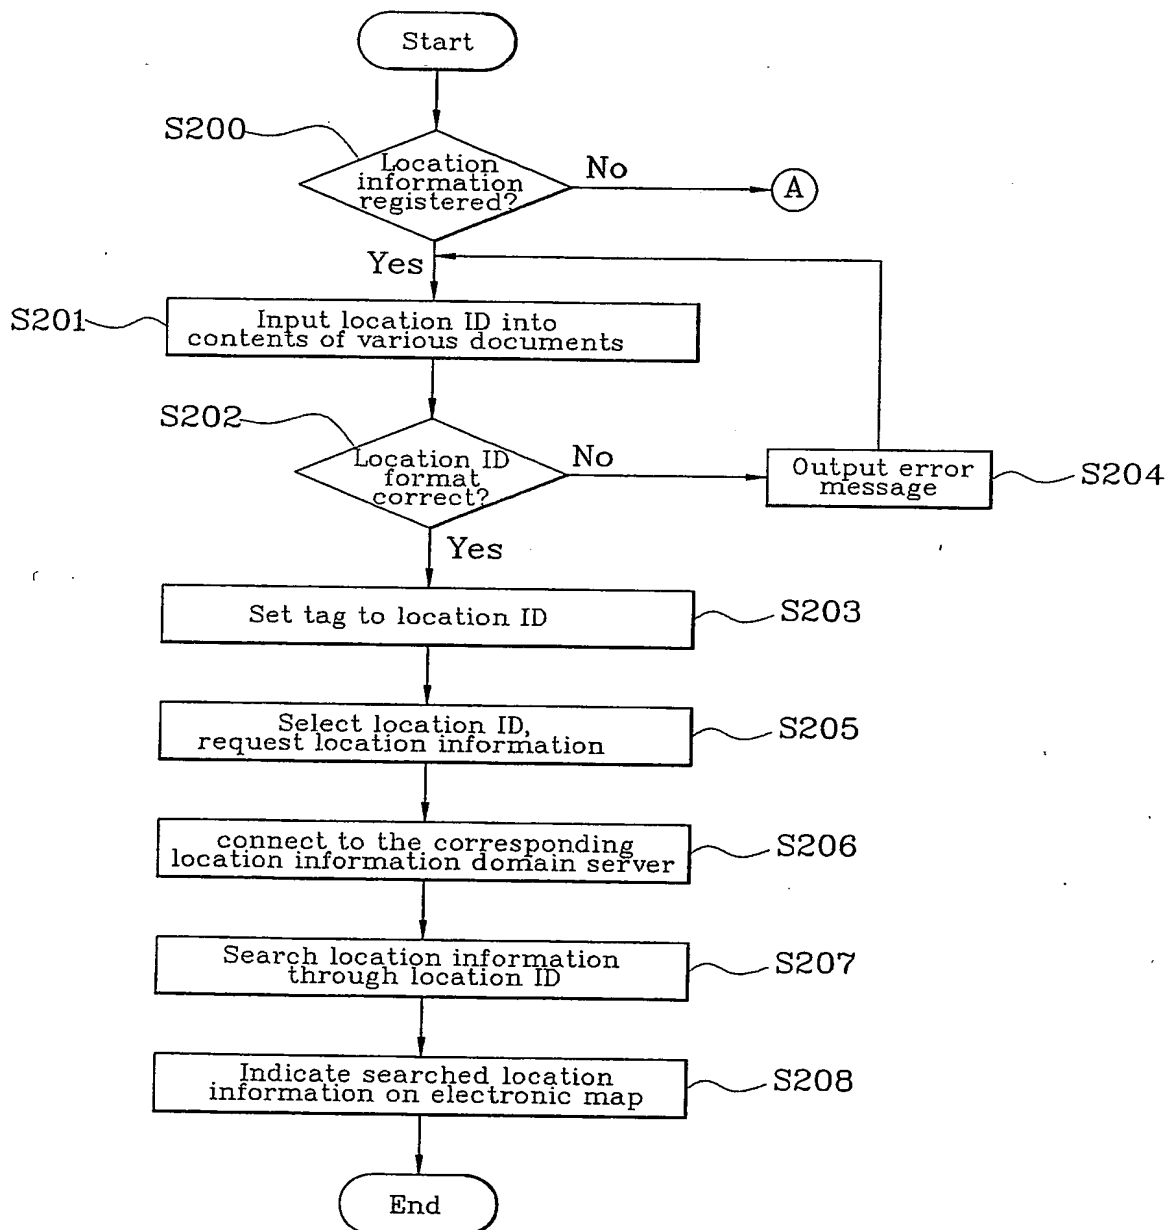 Start
S200
Location
information
registered?
No
A
Yes
S201
Input location ID into
contents of various documents
S202
Location ID
format
correct?
No
Output error
message
S204
Yes
Set tag to location ID
S203
Select location ID,
request location information
S205
connect to the corresponding
location information domain server
S206
Search location information
through location ID
S207
Indicate searched location
information on electronic map
S208
End